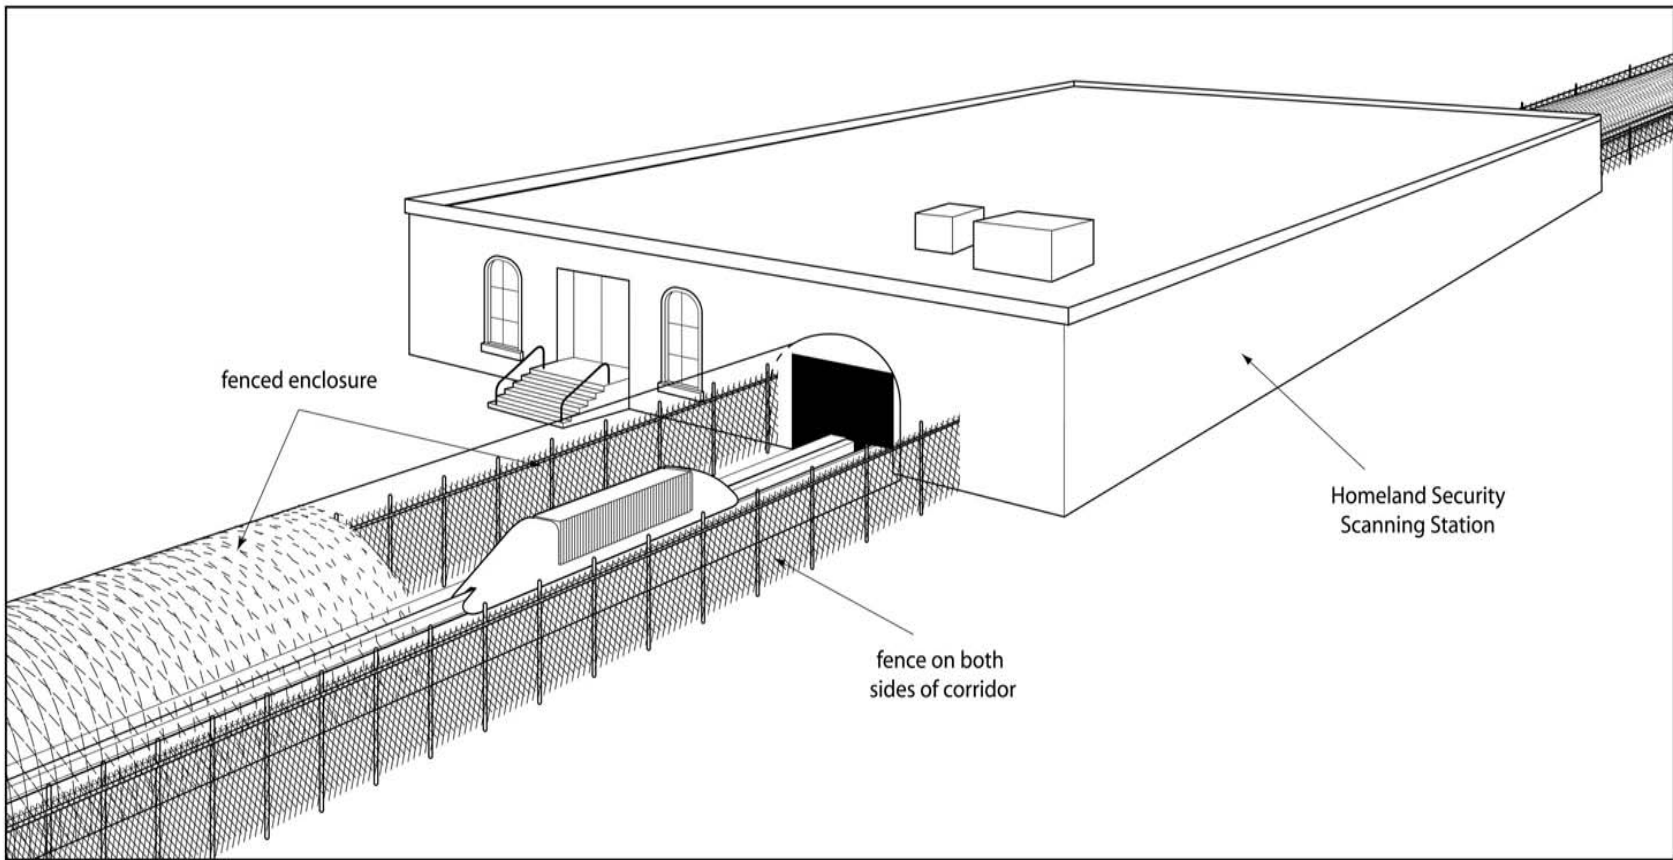 fenced enclosure
Homeland Security
Scanning Station
fence on both
sides of corridor